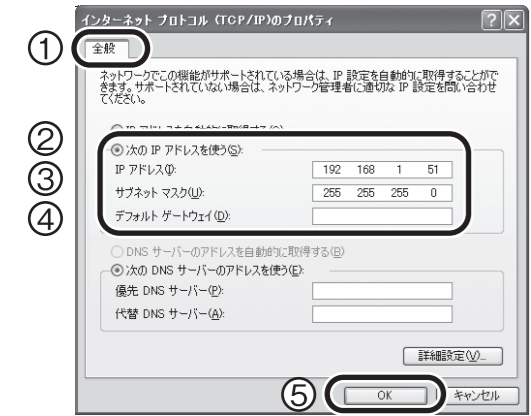 インターネット プロトコル (TCP/IP)のプロパティ
① 全般
ネットワークでこの機能がサポートされている場合は、IP 設定を自動的に取得することがで
きます。サポートされていない場合は、ネットワーク管理者に適切な IP 設定を問い合わせ
てください。
② 次の IP アドレスを使う(S):
③ IP アドレス(I): 192 168 1 51
サブネット マスク(U): 255 255 255 0
④ デフォルト ゲートウェイ(D):
DNS サーバーのアドレスを自動的に取得する(B)
次の DNS サーバーのアドレスを使う(E):
優先 DNS サーバー(P):
代替 DNS サーバー(A):
詳細設定(V)...
⑤ OK キャンセル